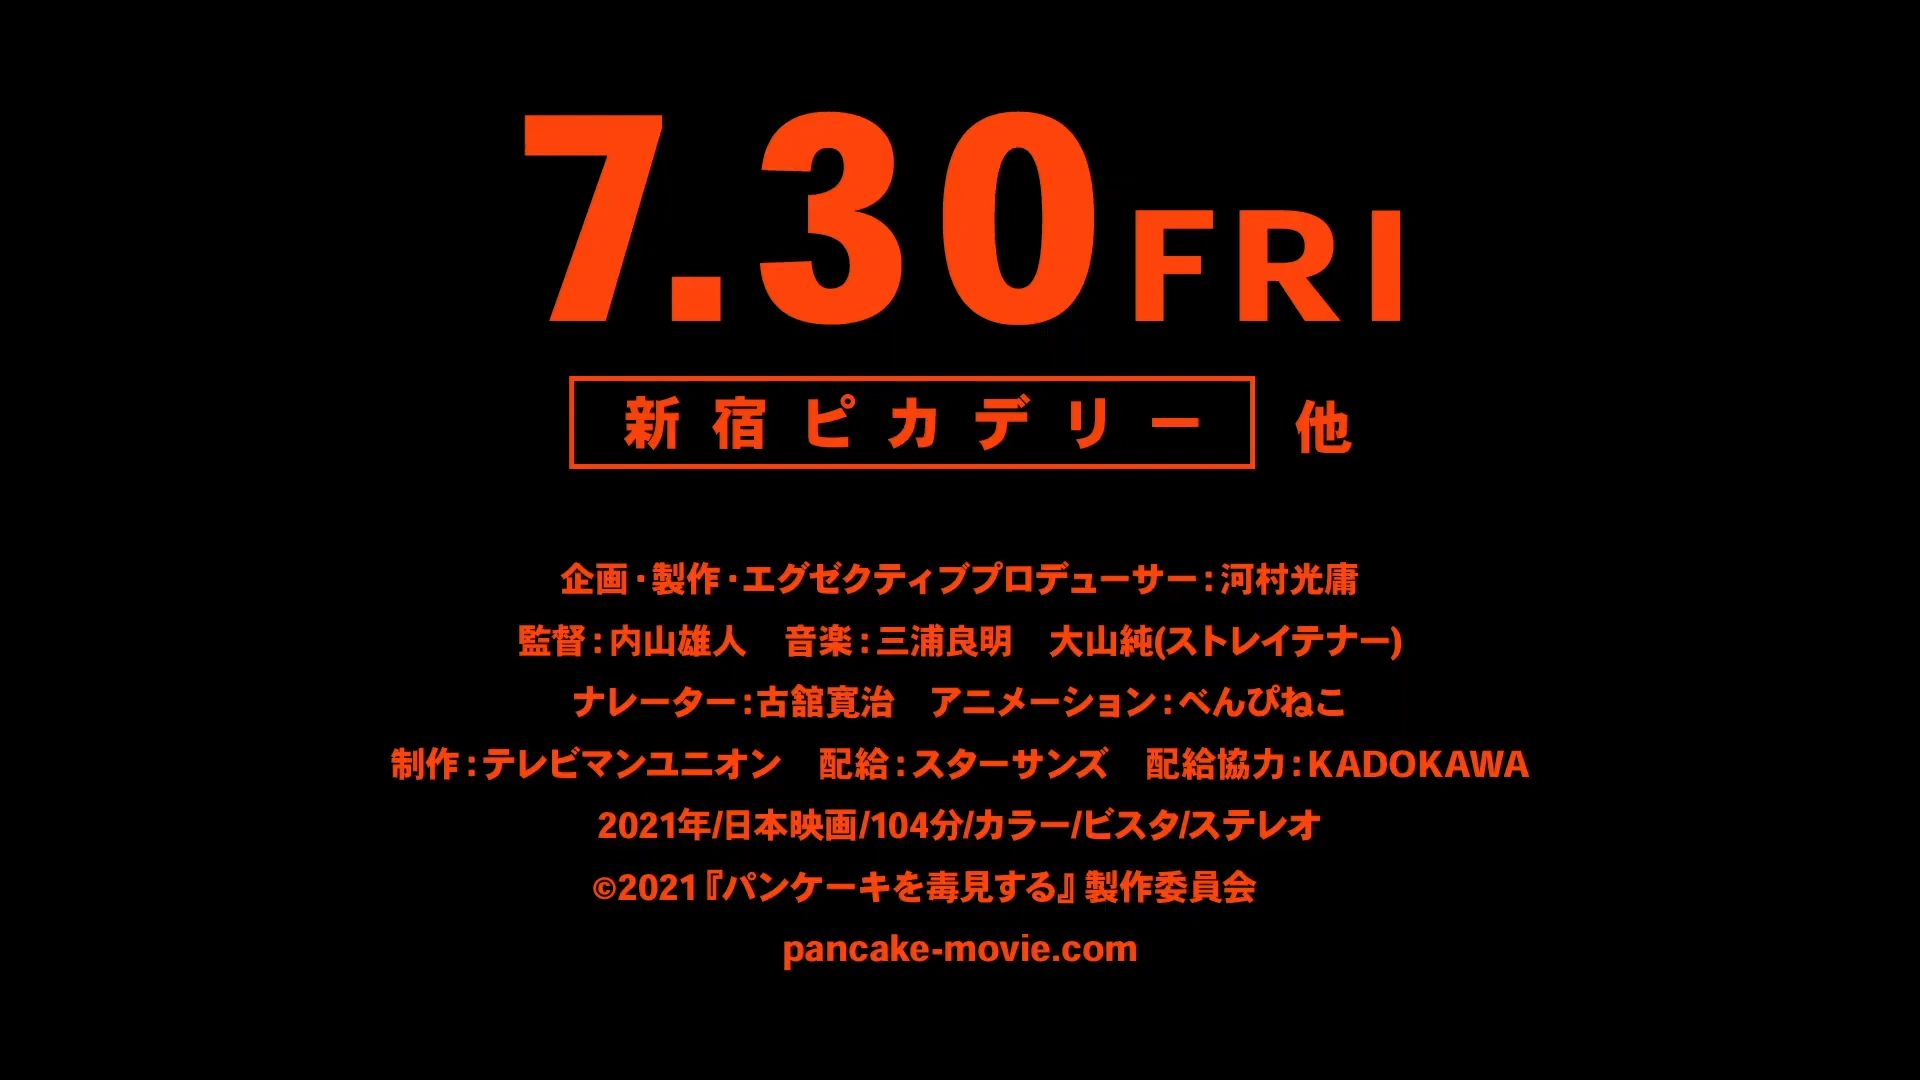 7.30 FRI
新宿ピカデリー 他
企画・製作・エグゼクティブプロデューサー:河村光庸
監督:内山雄人　音楽:三浦良明　大山純(ストレイテナー)
ナレーター:古舘寛治　アニメーション:べんぴねこ
制作:テレビマンユニオン　配給:スターサンズ　配給協力:KADOKAWA
2021年/日本映画/104分/カラー/ビスタ/ステレオ
©2021『パンケーキを毒見する』製作委員会
pancake-movie.com